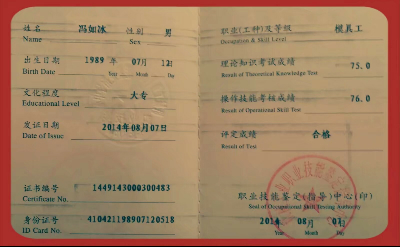 姓名 冯如冰 性别 男
Name Sex
出生日期 1989 年 07 月 12 日
Birth Date Year Month Day
文化程度 大专
Educational Level
发证日期 2014年08月07日
Date of Issue
证书编号 1449143000300483
Certificate No.
身份证号 410421198907120518
ID Card No.
职业(工种)及等级 模具工
Occupation & Skill Level
理论知识考试成绩 75.0
Result of Theoretical Knowledge Test
操作技能考核成绩 76.0
Result of Operational Skill Test
评定成绩 合格
Result of Test
职业技能鉴定(指导)中心(印)
Seal of Occupational Skill Testing Authority
2014 年 08 月 07 日
Year Month Day